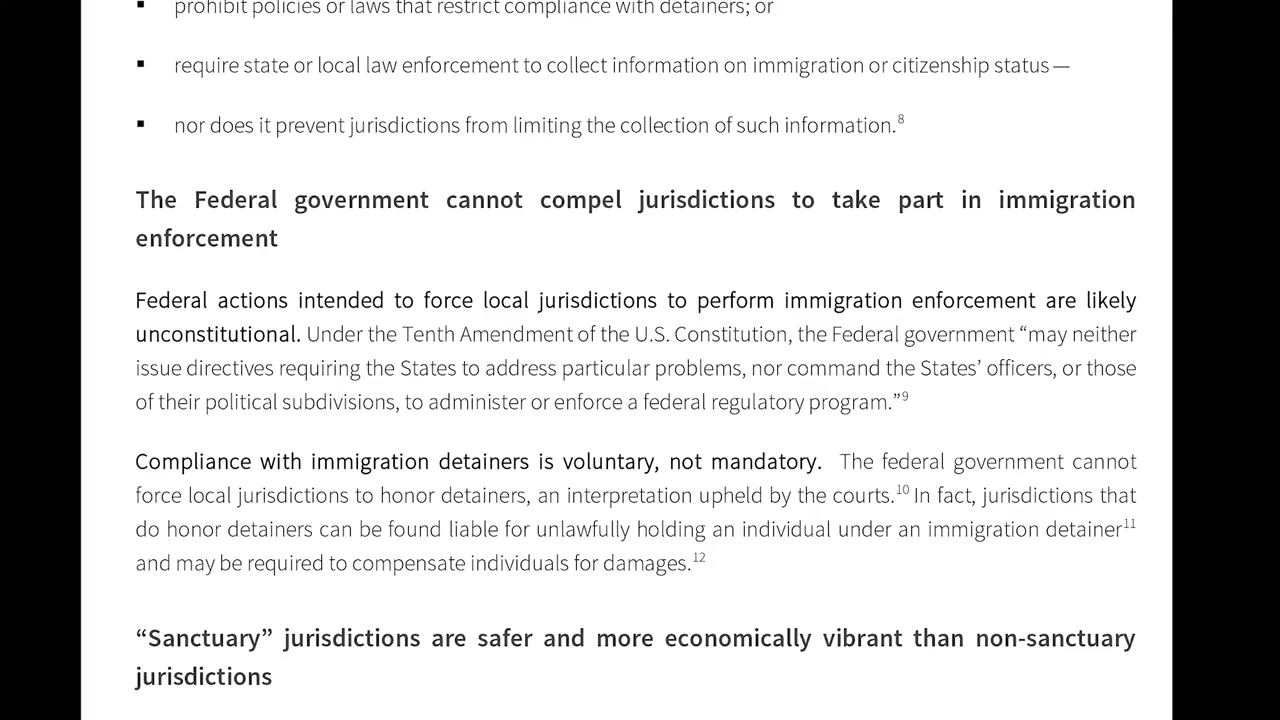 ▪ prohibit policies or laws that restrict compliance with detainers; or
▪ require state or local law enforcement to collect information on immigration or citizenship status —
▪ nor does it prevent jurisdictions from limiting the collection of such information.8
The Federal government cannot compel jurisdictions to take part in immigration
enforcement
Federal actions intended to force local jurisdictions to perform immigration enforcement are likely
unconstitutional. Under the Tenth Amendment of the U.S. Constitution, the Federal government “may neither
issue directives requiring the States to address particular problems, nor command the States’ officers, or those
of their political subdivisions, to administer or enforce a federal regulatory program.”9
Compliance with immigration detainers is voluntary, not mandatory. The federal government cannot
force local jurisdictions to honor detainers, an interpretation upheld by the courts.10 In fact, jurisdictions that
do honor detainers can be found liable for unlawfully holding an individual under an immigration detainer11
and may be required to compensate individuals for damages.12
“Sanctuary” jurisdictions are safer and more economically vibrant than non-sanctuary
jurisdictions